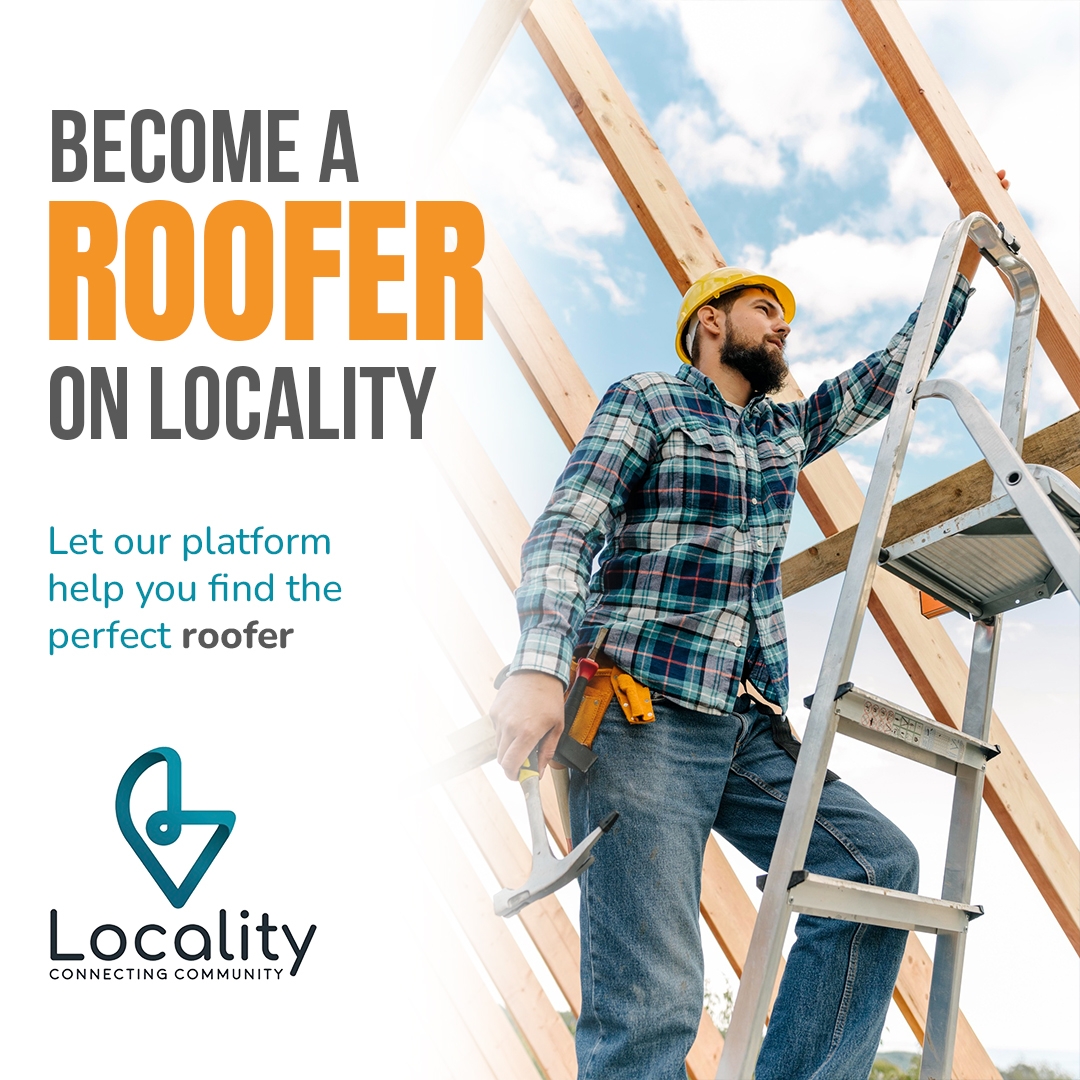 BECOME A
ROOFER
ON LOCALITY
Let our platform
help you find the
perfect roofer
Locality
CONNECTING COMMUNITY